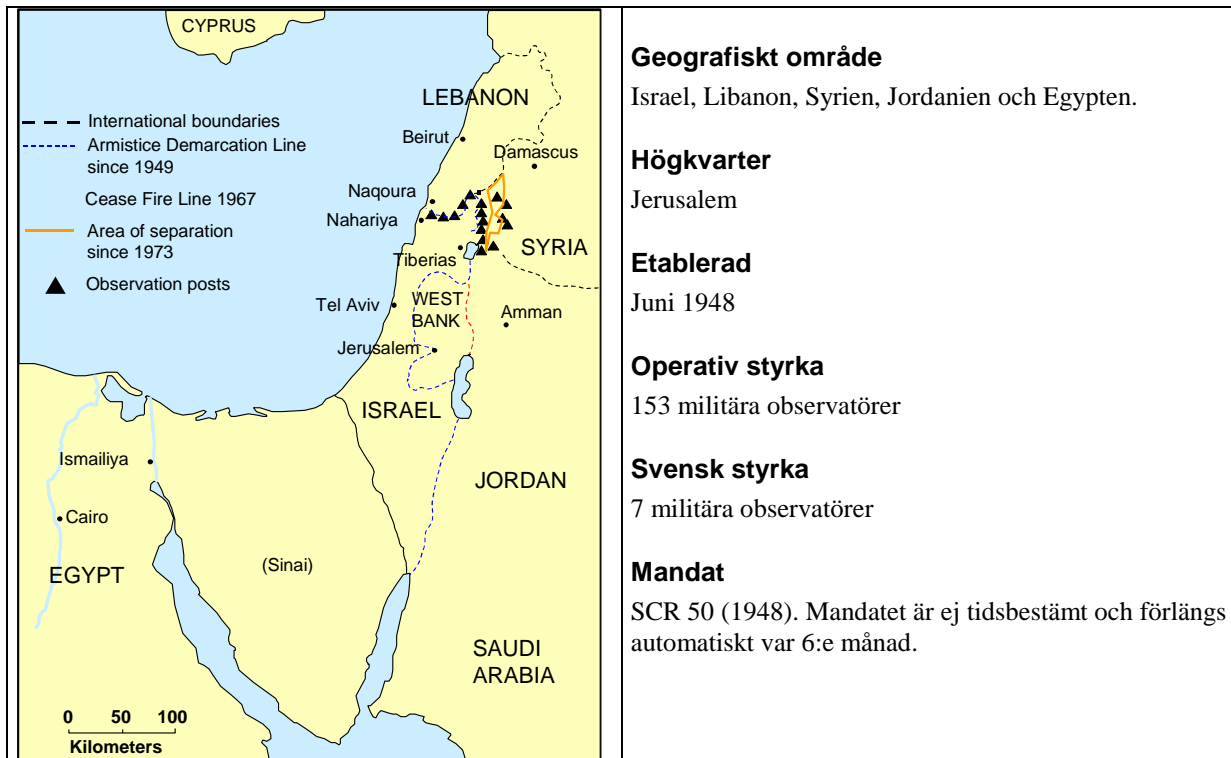 CYPRUS
LEBANON
International boundaries
Armistice Demarcation Line
since 1949
Cease Fire Line 1967
Area of separation
since 1973
Observation posts
Beirut
Damascus
Naqoura
Nahariya
SYRIA
Tiberias
Tel Aviv
WEST
BANK
Amman
Jerusalem
ISRAEL
Ismailiya
JORDAN
Cairo
(Sinai)
EGYPT
SAUDI
ARABIA
0 50 100
Kilometers
Geografiskt område
Israel, Libanon, Syrien, Jordanien och Egypten.
Högkvarter
Jerusalem
Etablerad
Juni 1948
Operativ styrka
153 militära observatörer
Svensk styrka
7 militära observatörer
Mandat
SCR 50 (1948). Mandatet är ej tidsbestämt och förlängs
automatiskt var 6:e månad.